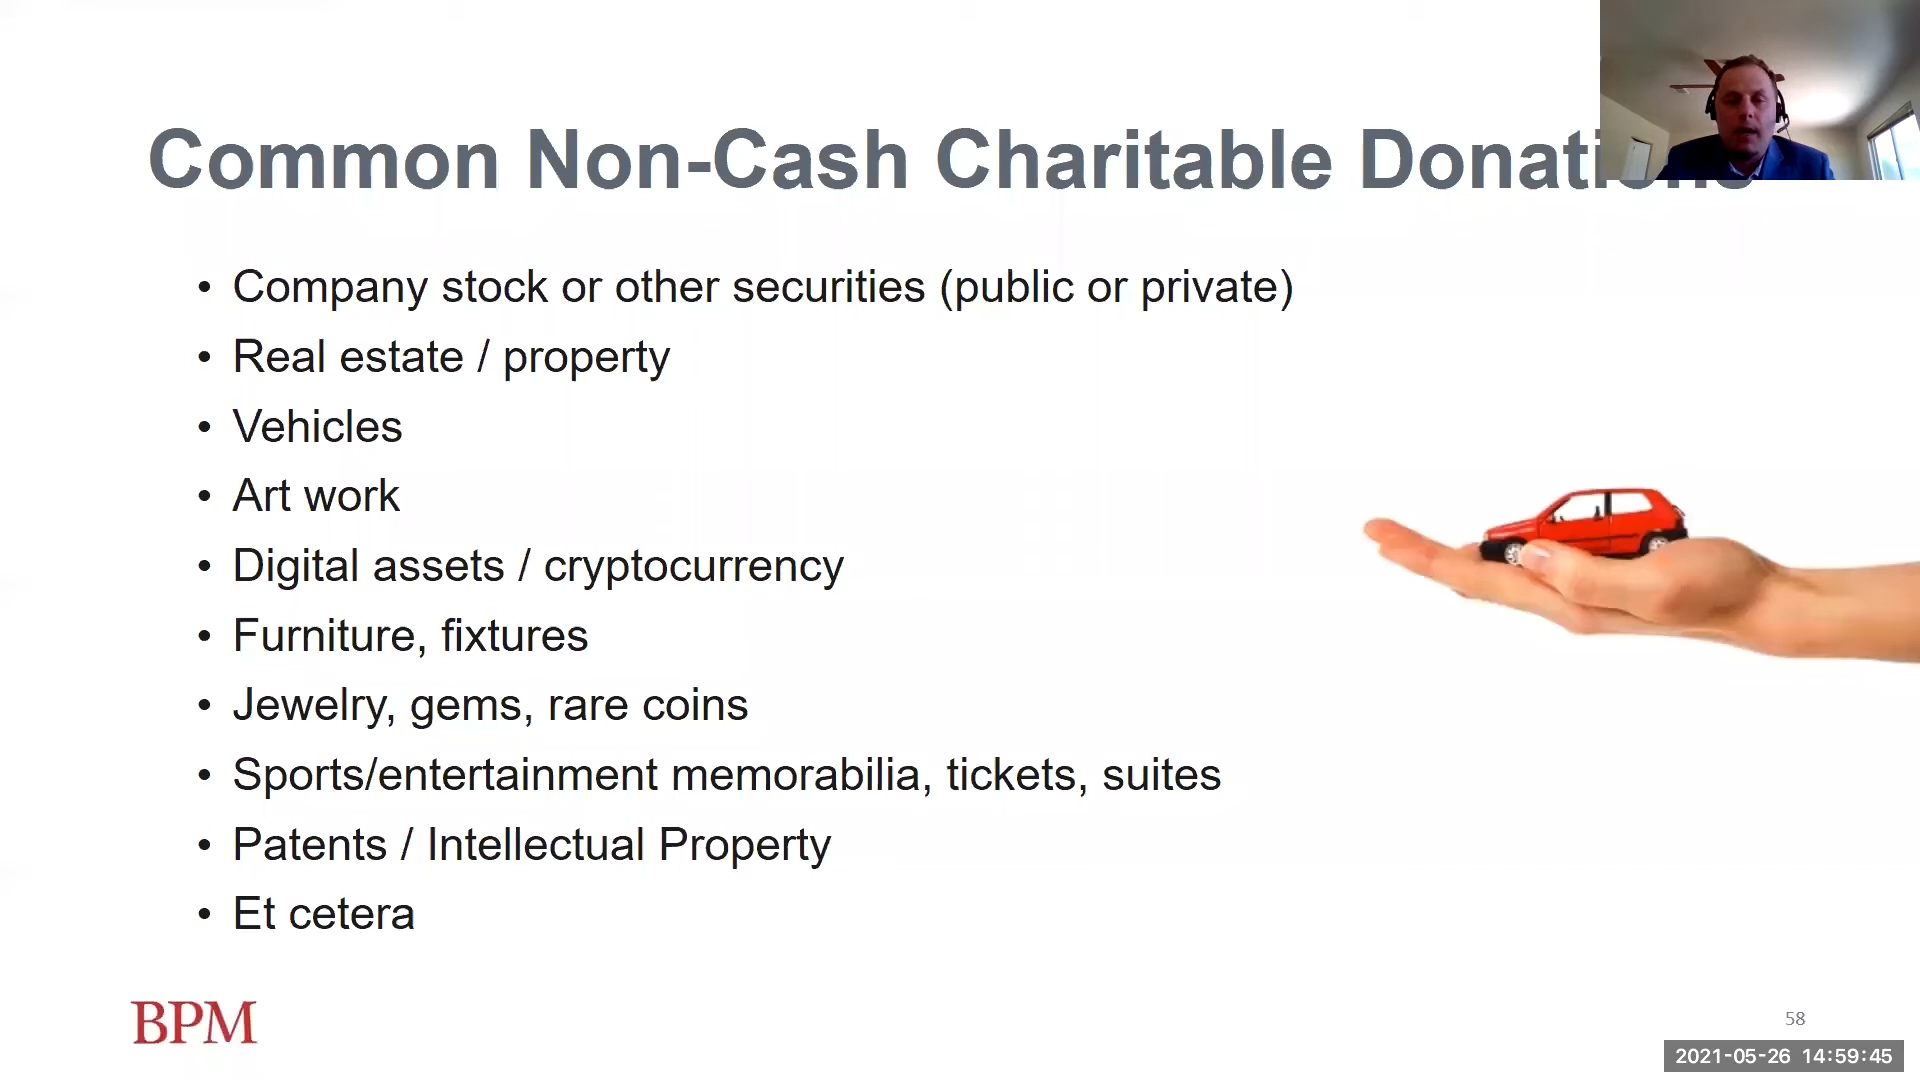 Common Non-Cash Charitable Donations
• Company stock or other securities (public or private)
• Real estate / property
• Vehicles
• Art work
• Digital assets / cryptocurrency
• Furniture, fixtures
• Jewelry, gems, rare coins
• Sports/entertainment memorabilia, tickets, suites
• Patents / Intellectual Property
• Et cetera
BPM
58
2021-05-26 14:59:45